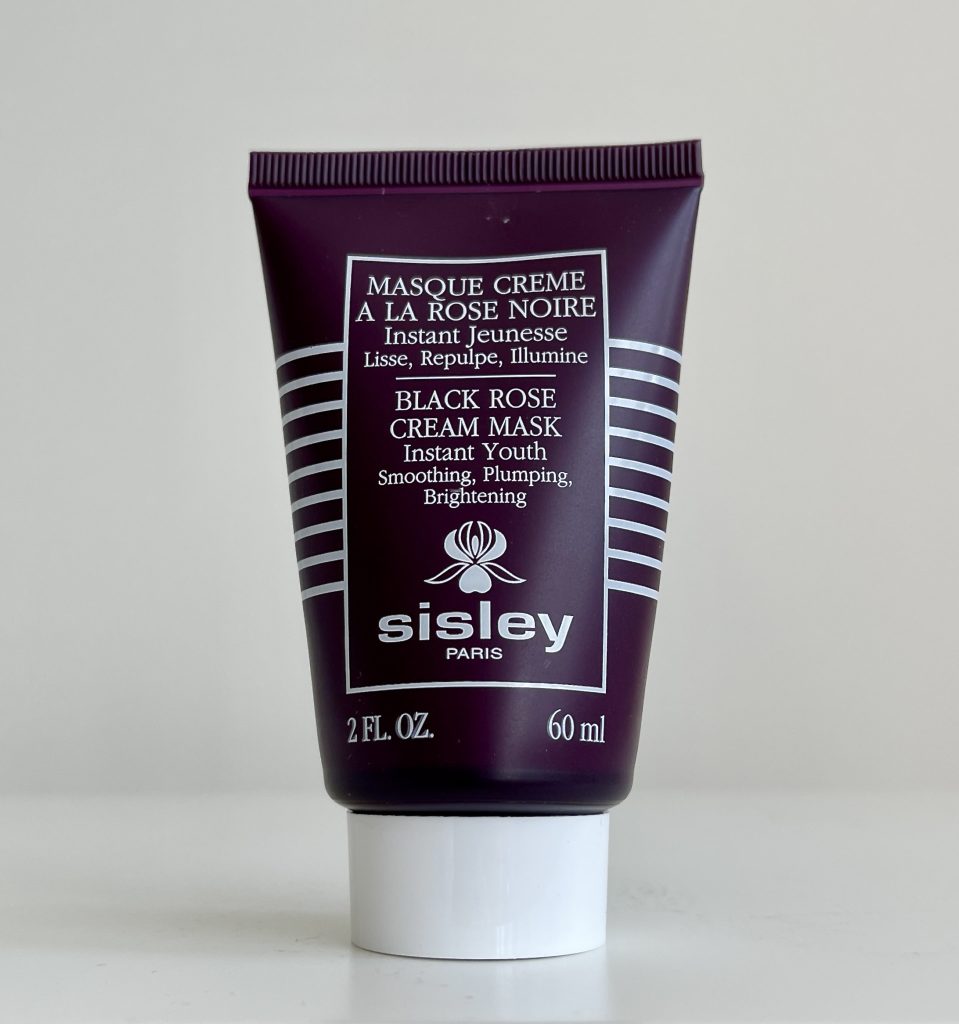 MASQUE CREME
A LA ROSE NOIRE
Instant Jeunesse
Lisse, Repulpe, Illumine
BLACK ROSE
CREAM MASK
Instant Youth
Smoothing, Plumping,
Brightening
sisley
PARIS
2 FL. OZ. 60 ml